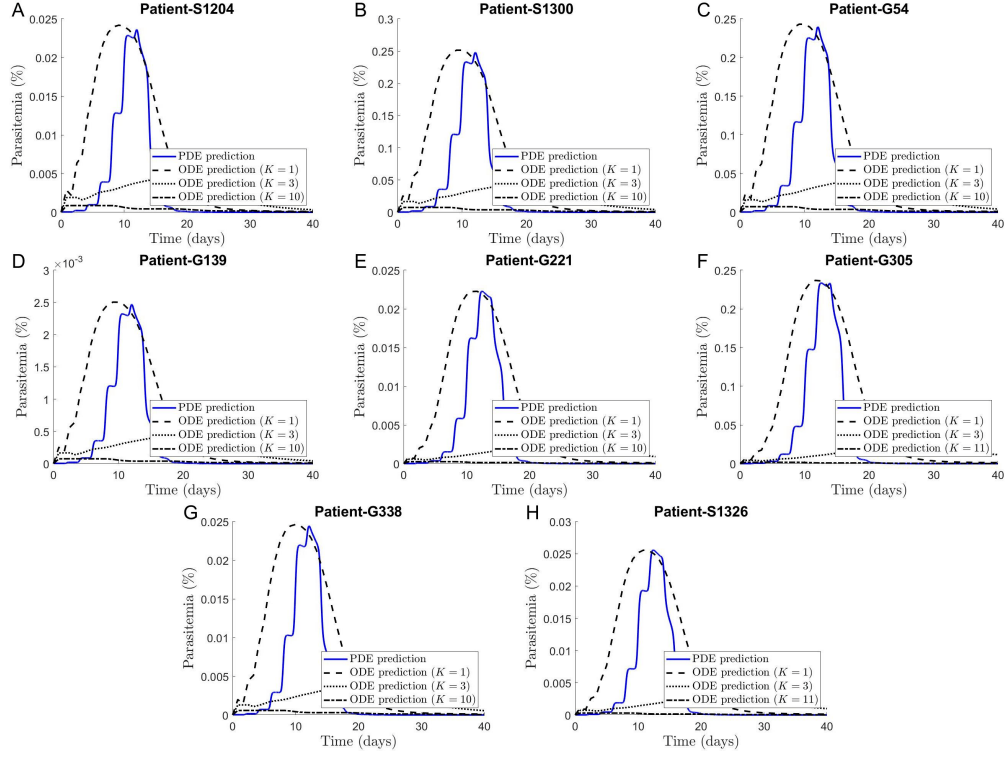 A Patient-S1204
0.025
0.02
0.015
0.01
0.005
0
Parasitemia (%)
PDE prediction
ODE prediction (K = 1)
ODE prediction (K = 3)
ODE prediction (K = 10)
0 10 20 30 40
Time (days)
B Patient-S1300
0.3
0.25
0.2
0.15
0.1
0.05
0
Parasitemia (%)
PDE prediction
ODE prediction (K = 1)
ODE prediction (K = 3)
ODE prediction (K = 10)
0 10 20 30 40
Time (days)
C Patient-G54
0.25
0.2
0.15
0.1
0.05
0
Parasitemia (%)
PDE prediction
ODE prediction (K = 1)
ODE prediction (K = 3)
ODE prediction (K = 10)
0 10 20 30 40
Time (days)
D Patient-G139
3 ×10⁻³
2.5
2
1.5
1
0.5
0
Parasitemia (%)
PDE prediction
ODE prediction (K = 1)
ODE prediction (K = 3)
ODE prediction (K = 10)
0 10 20 30 40
Time (days)
E Patient-G221
0.025
0.02
0.015
0.01
0.005
0
Parasitemia (%)
PDE prediction
ODE prediction (K = 1)
ODE prediction (K = 3)
ODE prediction (K = 10)
0 10 20 30 40
Time (days)
F Patient-G305
0.25
0.2
0.15
0.1
0.05
0
Parasitemia (%)
PDE prediction
ODE prediction (K = 1)
ODE prediction (K = 3)
ODE prediction (K = 11)
0 10 20 30 40
Time (days)
G Patient-G338
0.025
0.02
0.015
0.01
0.005
0
Parasitemia (%)
PDE prediction
ODE prediction (K = 1)
ODE prediction (K = 3)
ODE prediction (K = 10)
0 10 20 30 40
Time (days)
H Patient-S1326
0.03
0.025
0.02
0.015
0.01
0.005
0
Parasitemia (%)
PDE prediction
ODE prediction (K = 1)
ODE prediction (K = 3)
ODE prediction (K = 11)
0 10 20 30 40
Time (days)